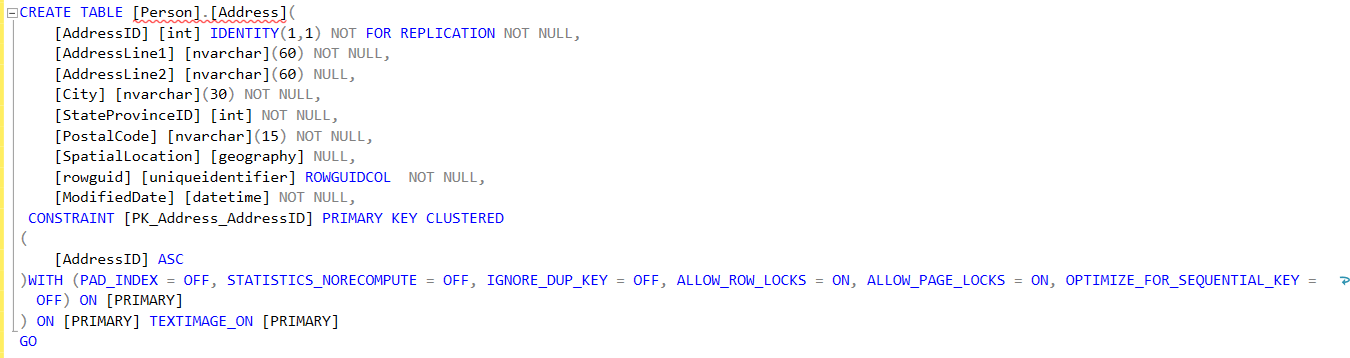 CREATE TABLE [Person].[Address](
[AddressID] [int] IDENTITY(1,1) NOT FOR REPLICATION NOT NULL,
[AddressLine1] [nvarchar](60) NOT NULL,
[AddressLine2] [nvarchar](60) NULL,
[City] [nvarchar](30) NOT NULL,
[StateProvinceID] [int] NOT NULL,
[PostalCode] [nvarchar](15) NOT NULL,
[SpatialLocation] [geography] NULL,
[rowguid] [uniqueidentifier] ROWGUIDCOL  NOT NULL,
[ModifiedDate] [datetime] NOT NULL,
CONSTRAINT [PK_Address_AddressID] PRIMARY KEY CLUSTERED
(
[AddressID] ASC
)WITH (PAD_INDEX = OFF, STATISTICS_NORECOMPUTE = OFF, IGNORE_DUP_KEY = OFF, ALLOW_ROW_LOCKS = ON, ALLOW_PAGE_LOCKS = ON, OPTIMIZE_FOR_SEQUENTIAL_KEY =
OFF) ON [PRIMARY]
) ON [PRIMARY] TEXTIMAGE_ON [PRIMARY]
GO